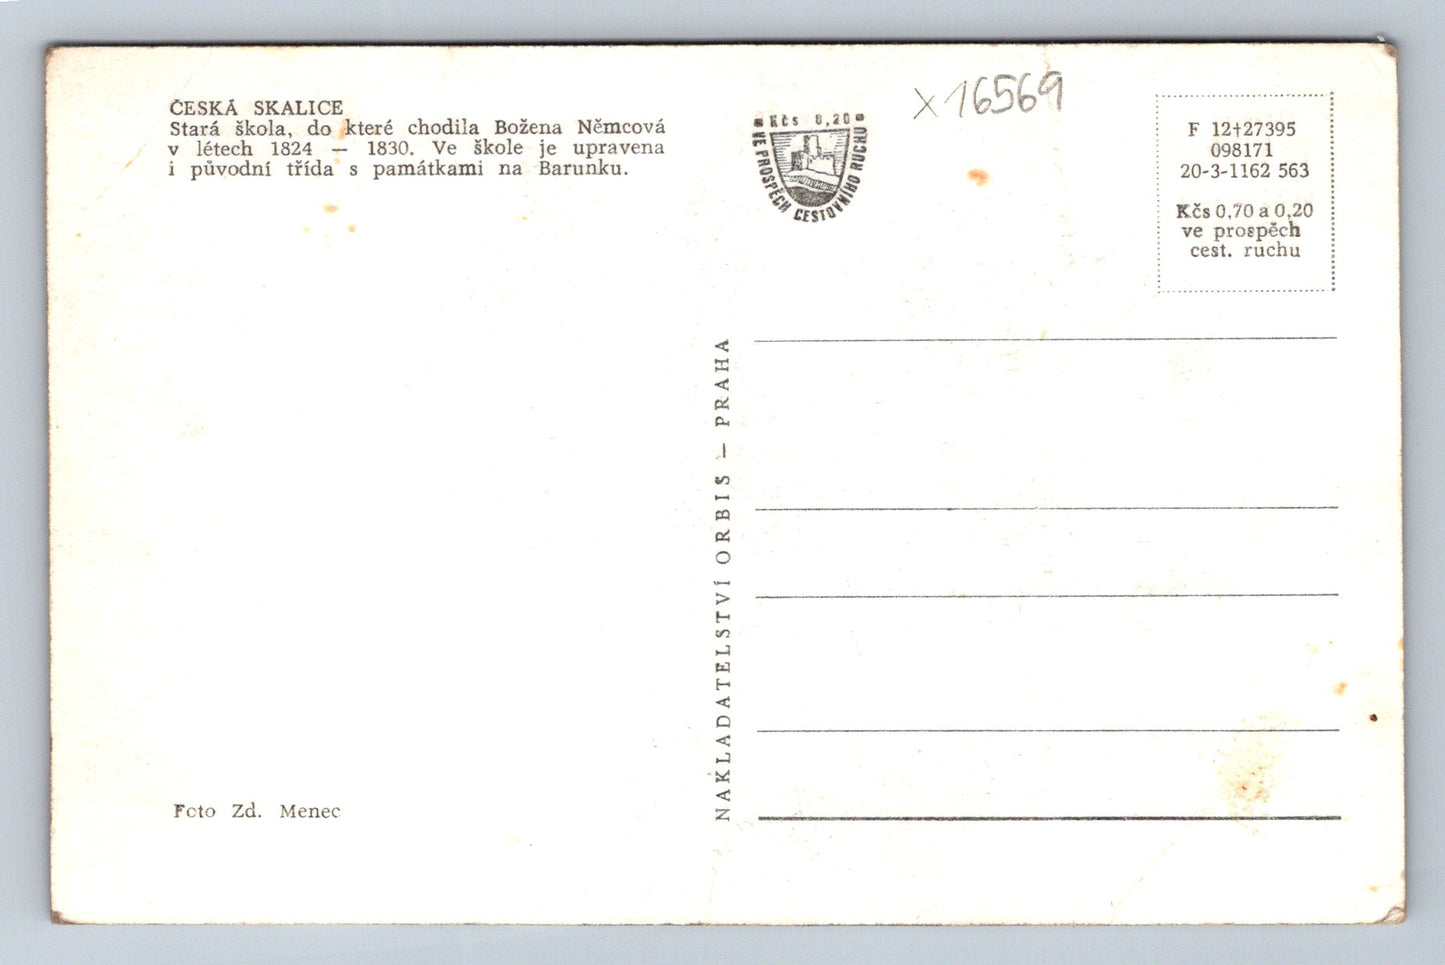 ČESKÁ SKALICE
Stará škola, do které chodila Božena Němcová
v létech 1824 — 1830. Ve škole je upravena
i původní třída s památkami na Barunku.
Foto Zd. Menec
NAKLADATELSTVÍ ORBIS — PRAHA
Kčs 0,20
VE PROSPĚCH CESTOVNÍHO RUCHU
x 16569
F 12†27395
098171
20-3-1162 563
Kčs 0,70 a 0,20
ve prospěch
cest. ruchu